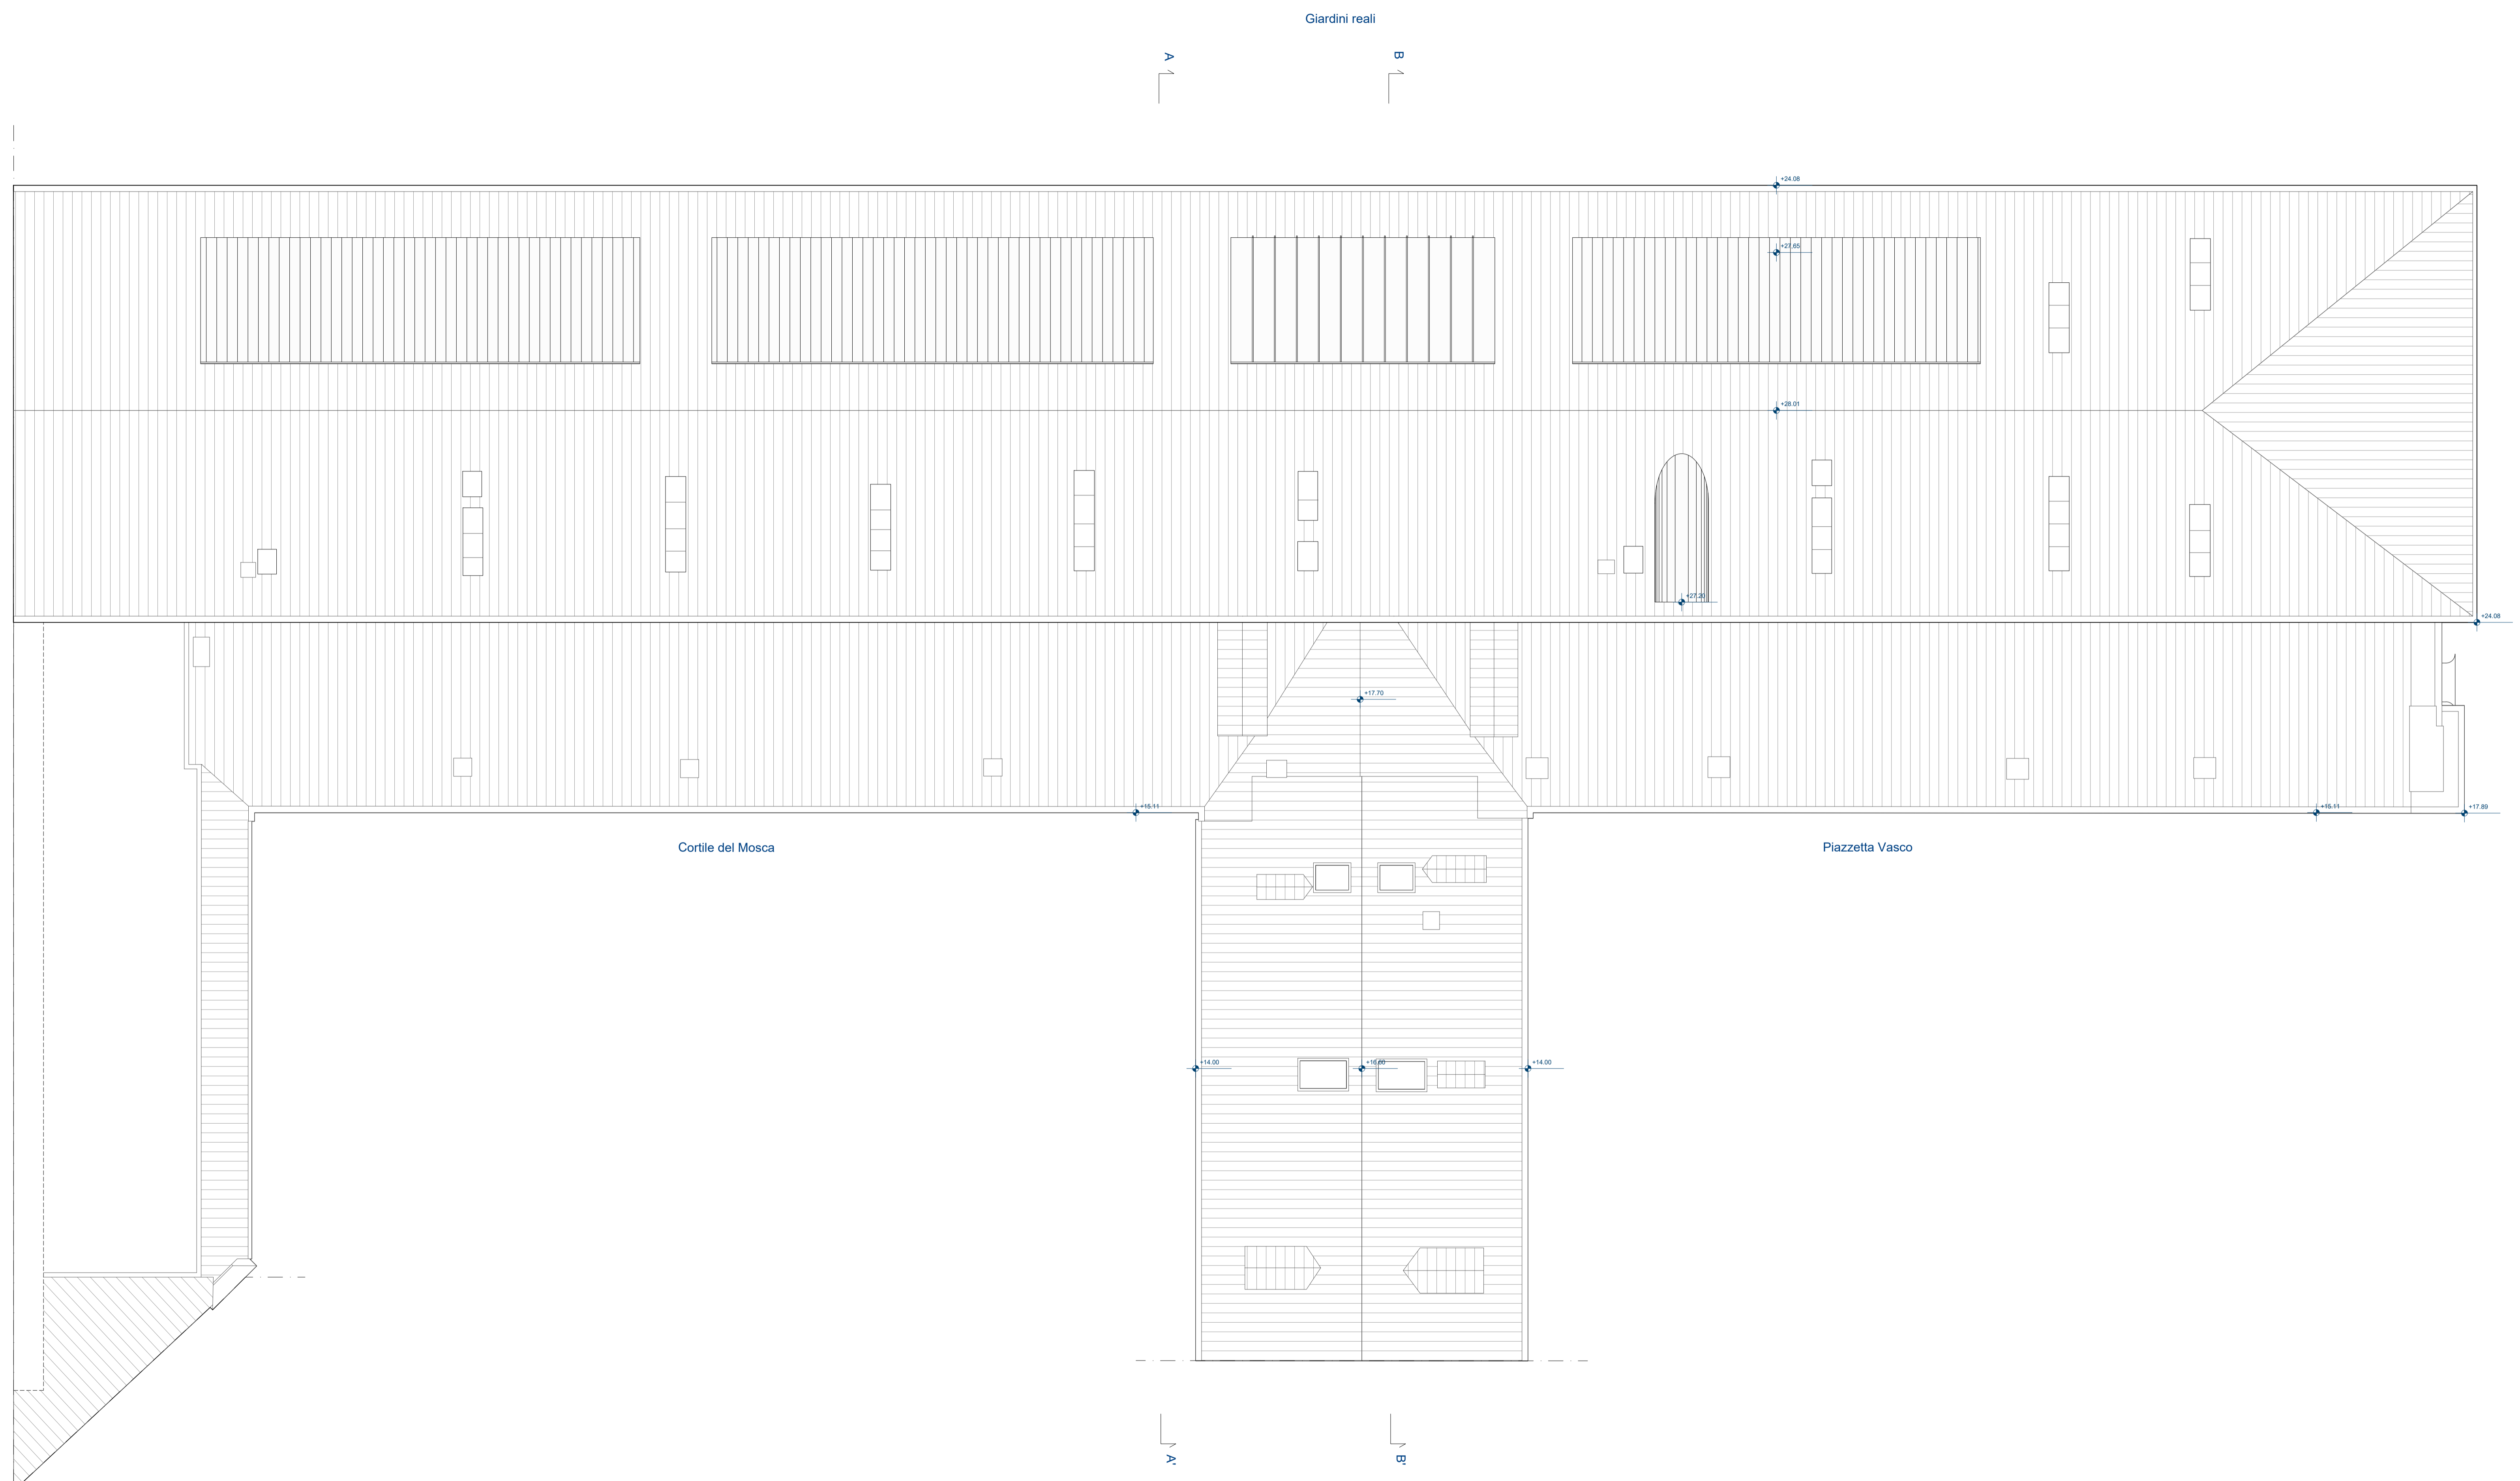 Giardini reali
A
B
+24.08
+27.65
+28.01
+27.20
+24.08
+17.70
+15.11
+15.11
+17.89
Cortile del Mosca
Piazzetta Vasco
+14.00
+16.60
+14.00
A'
B'